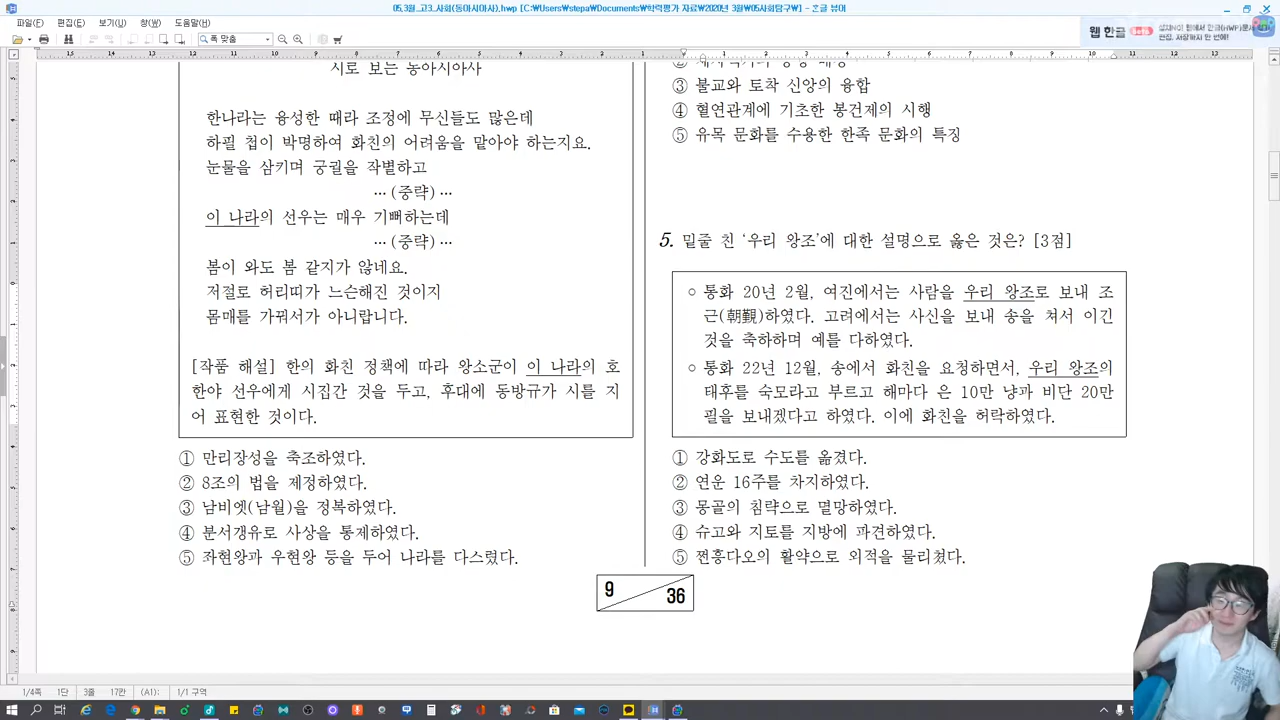 05.3월_고3_사회(동아시아사).hwp [C:\Users\stepa\Documents\학력평가 자료\2020년 3월\05사회탐구\] - 한글 뷰어
파일(F) 편집(E) 보기(U) 창(W) 도움말(H)
폭 맞춤
웹 한글 Beta
시로 보는 동아시아사
한나라는 융성한 때라 조정에 무신들도 많은데
하필 첩이 박명하여 화친의 어려움을 맡아야 하는지요.
눈물을 삼키며 궁궐을 작별하고
… (중략) …
이 나라의 선우는 매우 기뻐하는데
… (중략) …
봄이 와도 봄 같지가 않네요.
저절로 허리띠가 느슨해진 것이지
몸매를 가꿔서가 아니랍니다.
[작품 해설] 한의 화친 정책에 따라 왕소군이 이 나라의 호
한야 선우에게 시집간 것을 두고, 후대에 동방규가 시를 지
어 표현한 것이다.
① 만리장성을 축조하였다.
② 8조의 법을 제정하였다.
③ 남비엣(남월)을 정복하였다.
④ 분서갱유로 사상을 통제하였다.
⑤ 좌현왕과 우현왕 등을 두어 나라를 다스렸다.
③ 불교와 토착 신앙의 융합
④ 혈연관계에 기초한 봉건제의 시행
⑤ 유목 문화를 수용한 한족 문화의 특징
5. 밑줄 친 ‘우리 왕조’에 대한 설명으로 옳은 것은? [3점]
○ 통화 20년 2월, 여진에서는 사람을 우리 왕조로 보내 조
근(朝覲)하였다. 고려에서는 사신을 보내 송을 쳐서 이긴
것을 축하하며 예를 다하였다.
○ 통화 22년 12월, 송에서 화친을 요청하면서, 우리 왕조의
태후를 숙모라고 부르고 해마다 은 10만 냥과 비단 20만
필을 보내겠다고 하였다. 이에 화친을 허락하였다.
① 강화도로 수도를 옮겼다.
② 연운 16주를 차지하였다.
③ 몽골의 침략으로 멸망하였다.
④ 슈고와 지토를 지방에 파견하였다.
⑤ 쩐흥다오의 활약으로 외적을 물리쳤다.
9 36
1/4쪽 1단 3줄 17칸 (A1): 1/1 구역